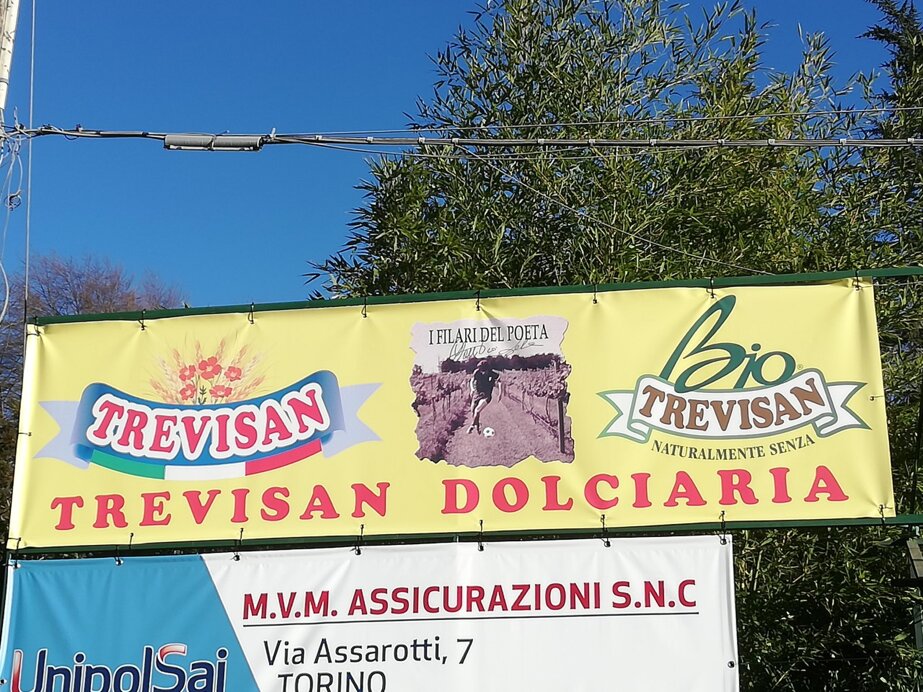 TREVISAN
I FILARI DEL POETA
Bio
TREVISAN
NATURALMENTE SENZA
TREVISAN DOLCIARIA
M.V.M. ASSICURAZIONI S.N.C
Via Assarotti, 7
TORINO
UnipolSai